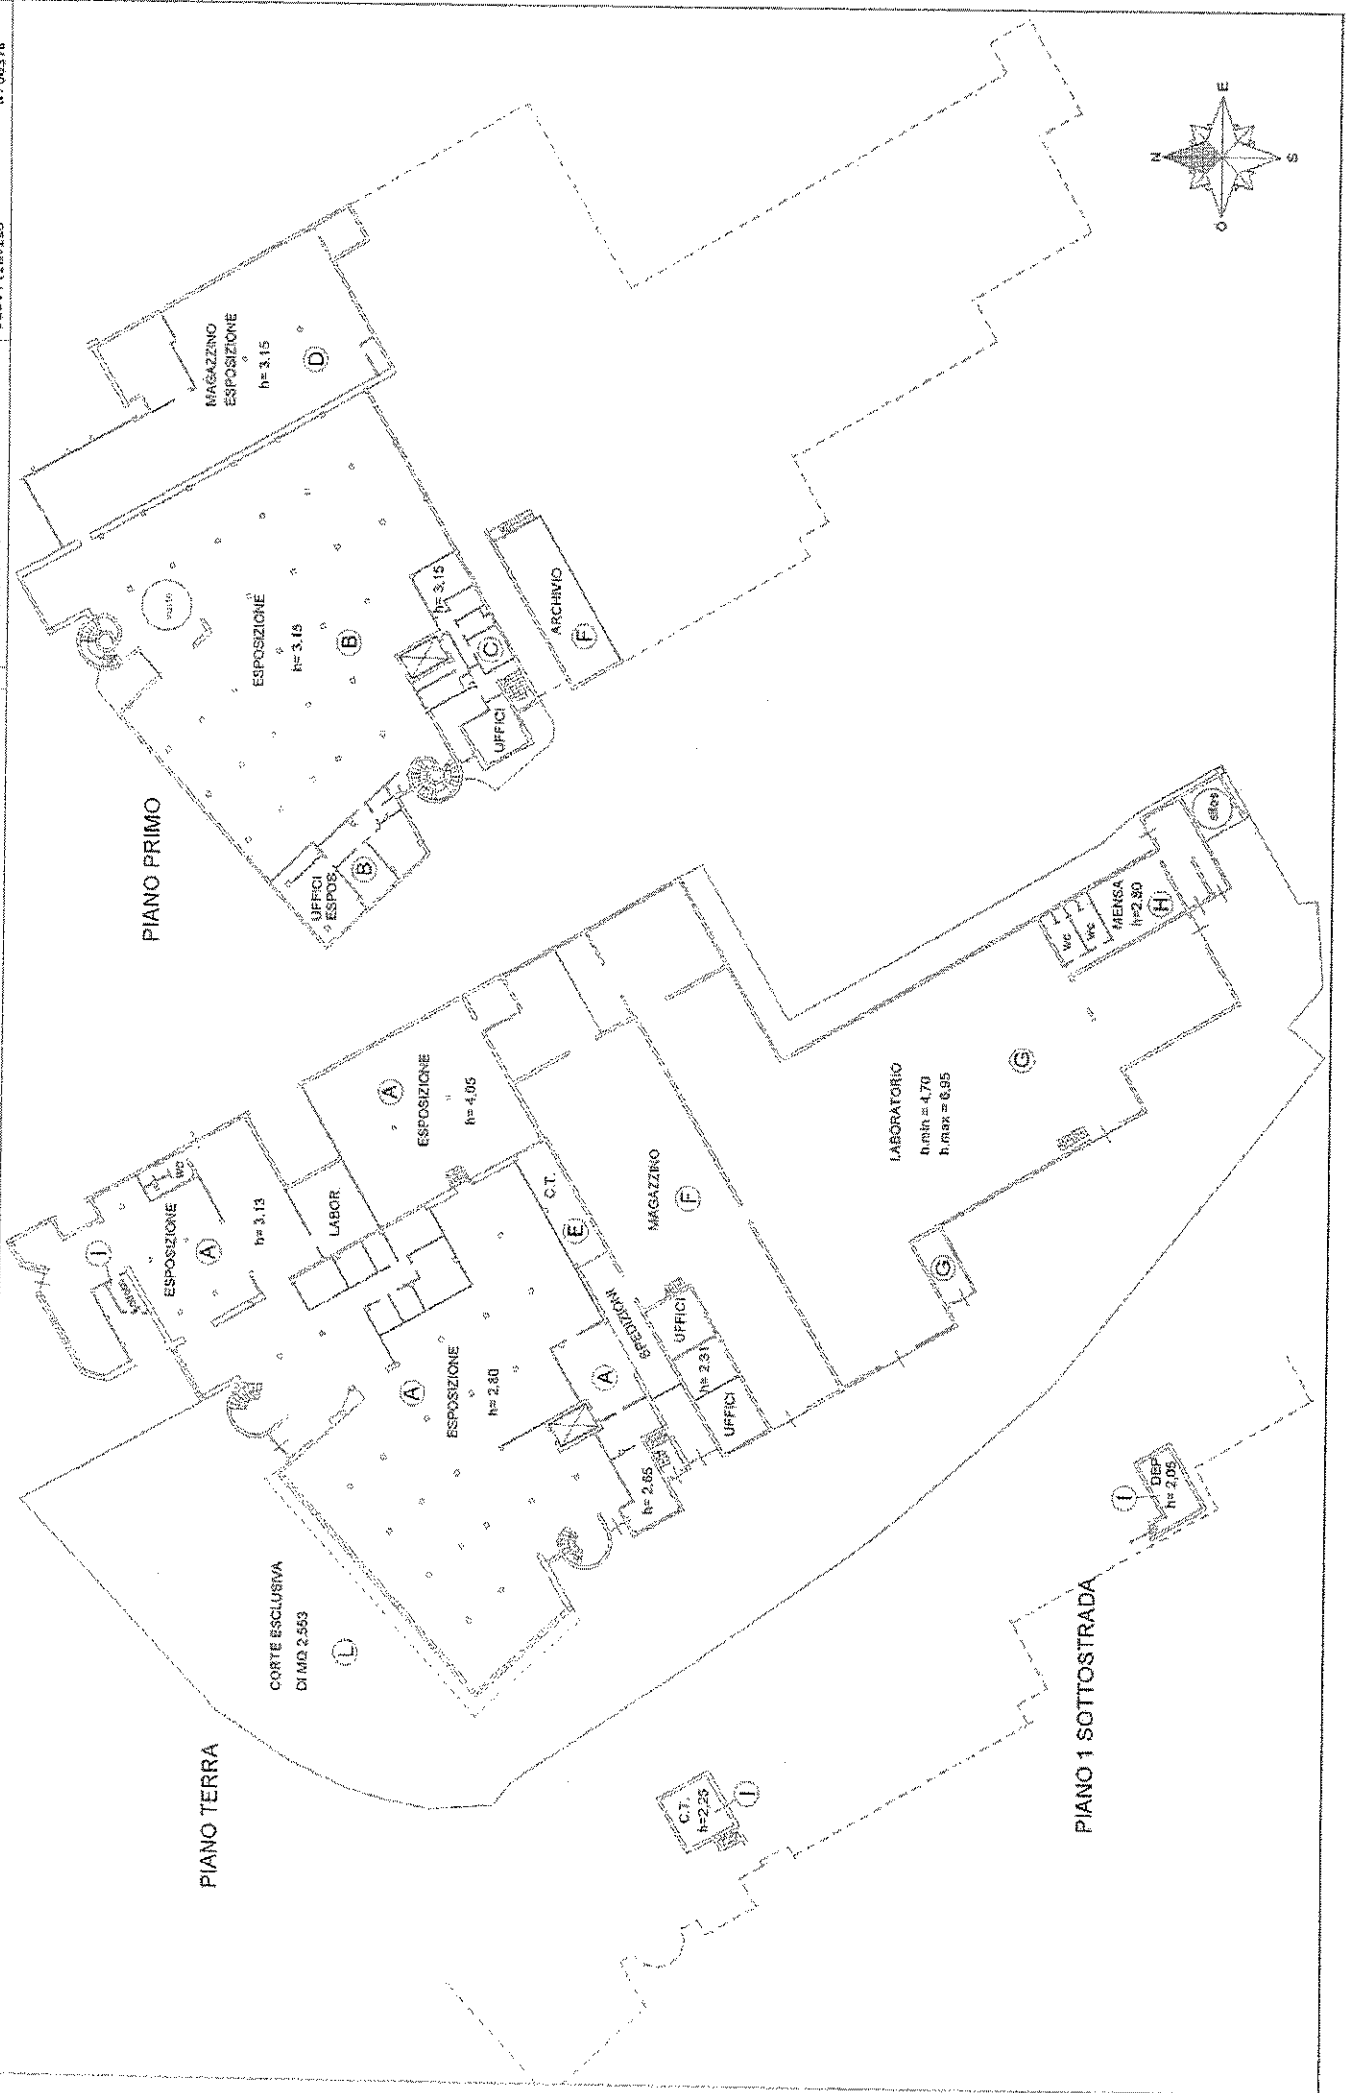 PIANO PRIMO
MAGAZZINO
ESPOSIZIONE
h= 3.15
D
ESPOSIZIONE
h= 3.15
B
vuoto
h= 3.15
C
UFFICI
ARCHIVIO
F
UFFICI
ESPOS.
B
N
E
S
O
PIANO TERRA
CORTE ESCLUSIVA
DI MQ 2.553
L
I
ESPOSIZIONE
A
h= 3.13
wc
LABOR.
A
ESPOSIZIONE
h= 4.05
A
ESPOSIZIONE
h= 2.80
C.T.
E
A
SPEDIZIONI
h= 2.65
UFFICI
h= 2.31
UFFICI
MAGAZZINO
F
LABORATORIO
h.min = 4.70
h.max = 6.95
G
G
wc
wc
MENSA
h=2.80
H
silos
PIANO 1 SOTTOSTRADA
C.T.
h=2.25
I
I
DEP.
h= 2.05